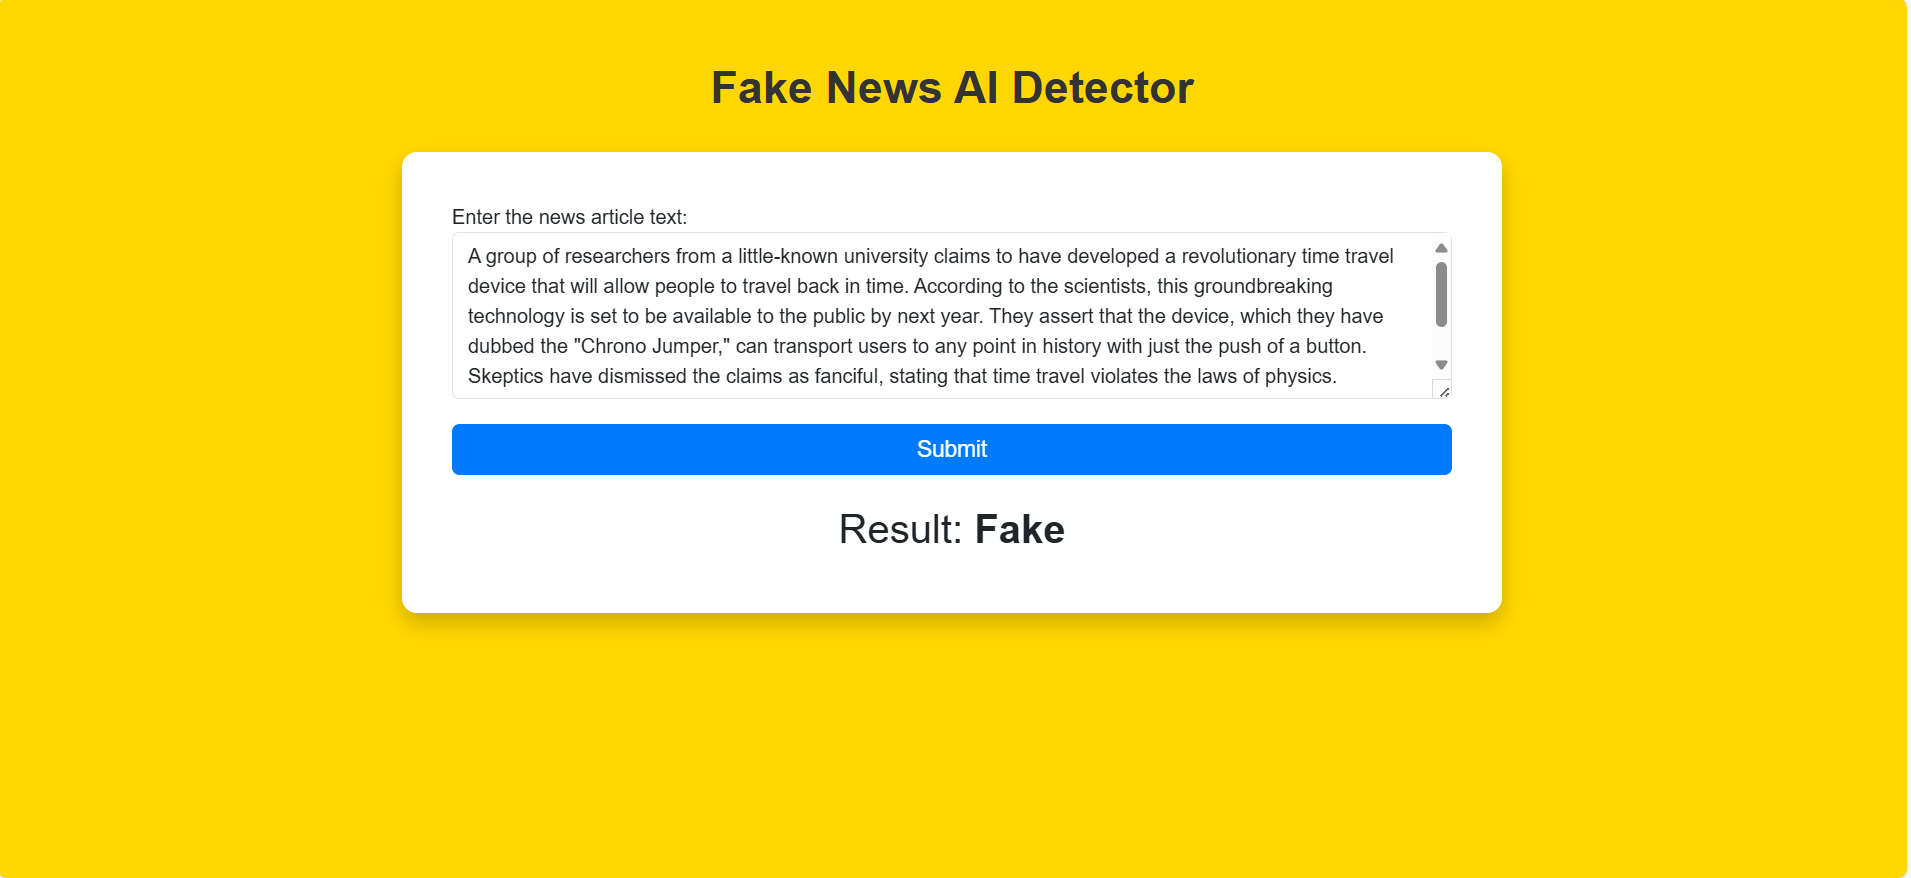 Fake News AI Detector
Enter the news article text:
A group of researchers from a little-known university claims to have developed a revolutionary time travel
device that will allow people to travel back in time. According to the scientists, this groundbreaking
technology is set to be available to the public by next year. They assert that the device, which they have
dubbed the "Chrono Jumper," can transport users to any point in history with just the push of a button.
Skeptics have dismissed the claims as fanciful, stating that time travel violates the laws of physics.
Submit
Result: Fake